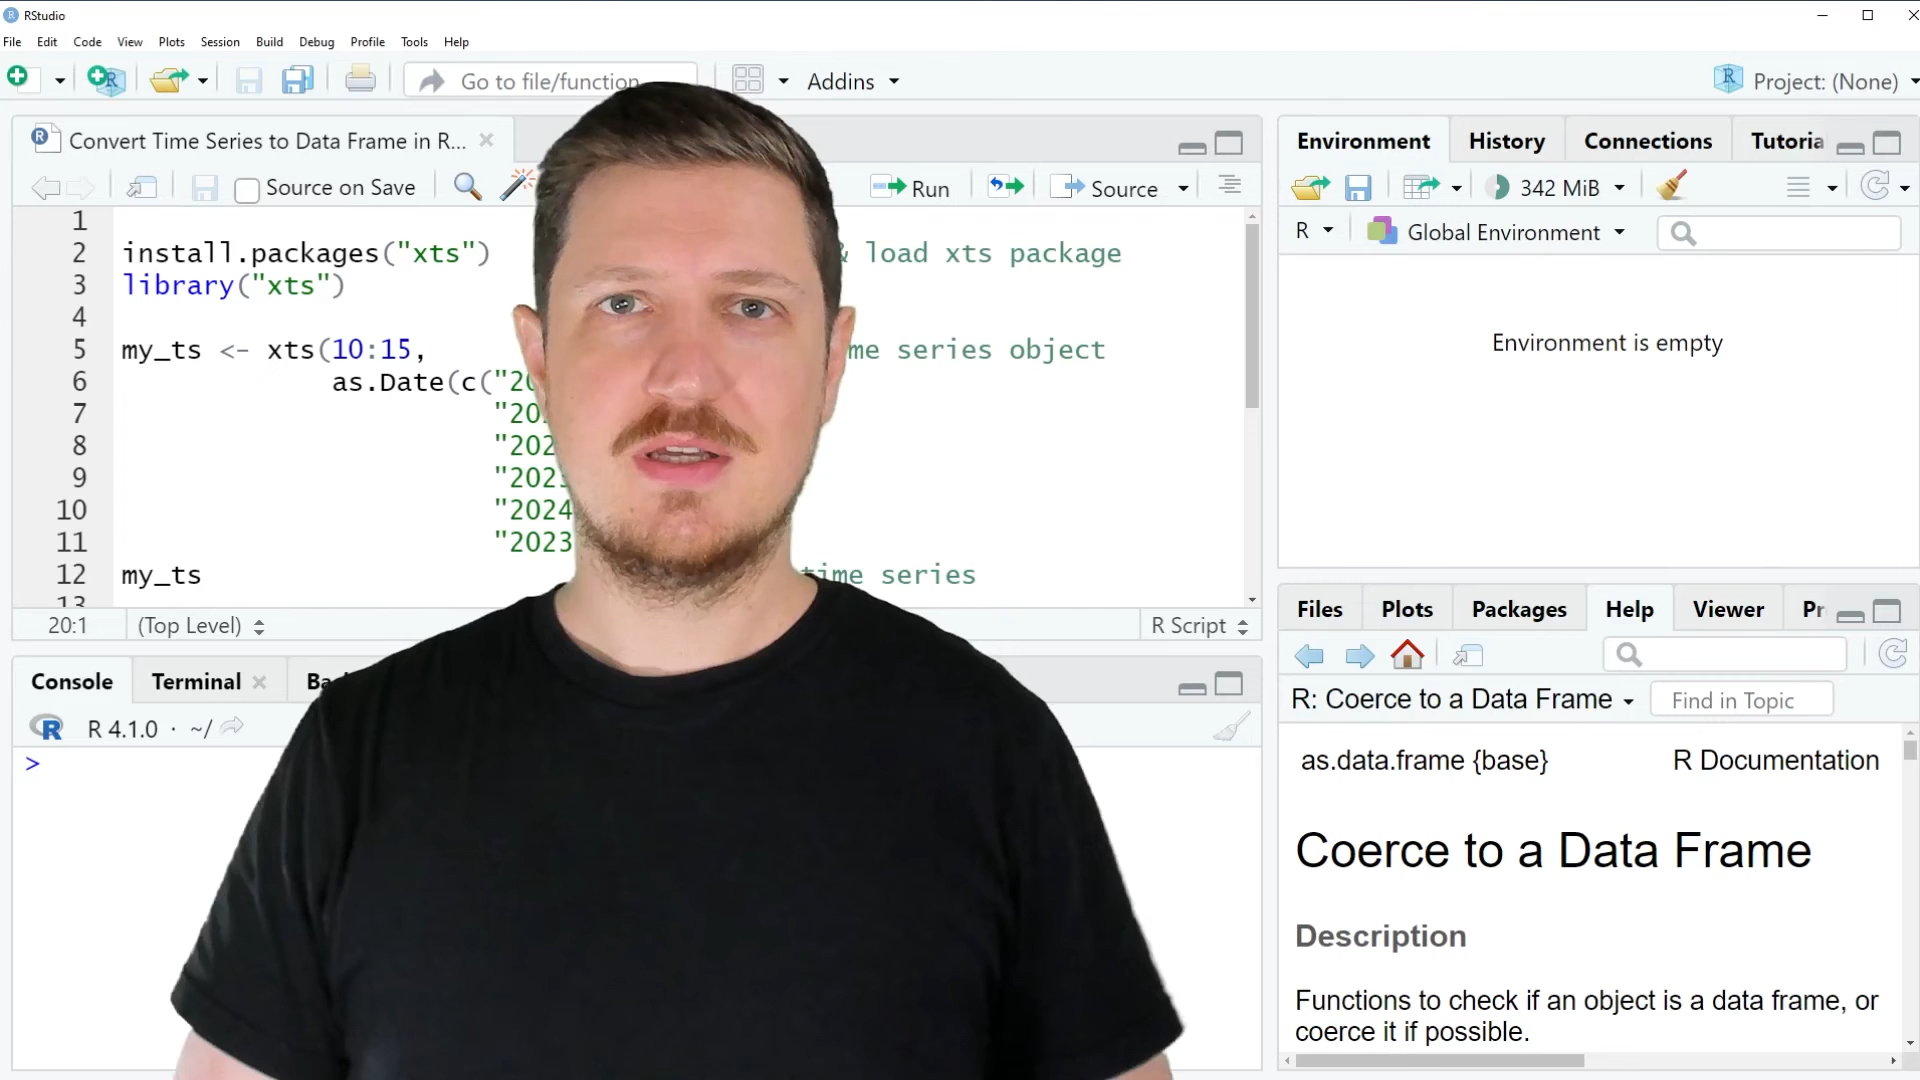 RStudio
File Edit Code View Plots Session Build Debug Profile Tools Help
Go to file/function
Addins
Project: (None)
Convert Time Series to Data Frame in R...
Source on Save
Run
Source
1
2 install.packages("xts") & load xts package
3 library("xts")
4
5 my_ts <- xts(10:15, series object
6 as.Date(c("20
7 "20
8 "202
9 "2023
10 "2024
11 "2023
12 my_ts time series
13
20:1 (Top Level) R Script
Console Terminal
R 4.1.0 · ~/
>
Environment History Connections Tutoria
342 MiB
R Global Environment
Environment is empty
Files Plots Packages Help Viewer Pr
R: Coerce to a Data Frame Find in Topic
as.data.frame {base} R Documentation
Coerce to a Data Frame
Description
Functions to check if an object is a data frame, or
coerce it if possible.